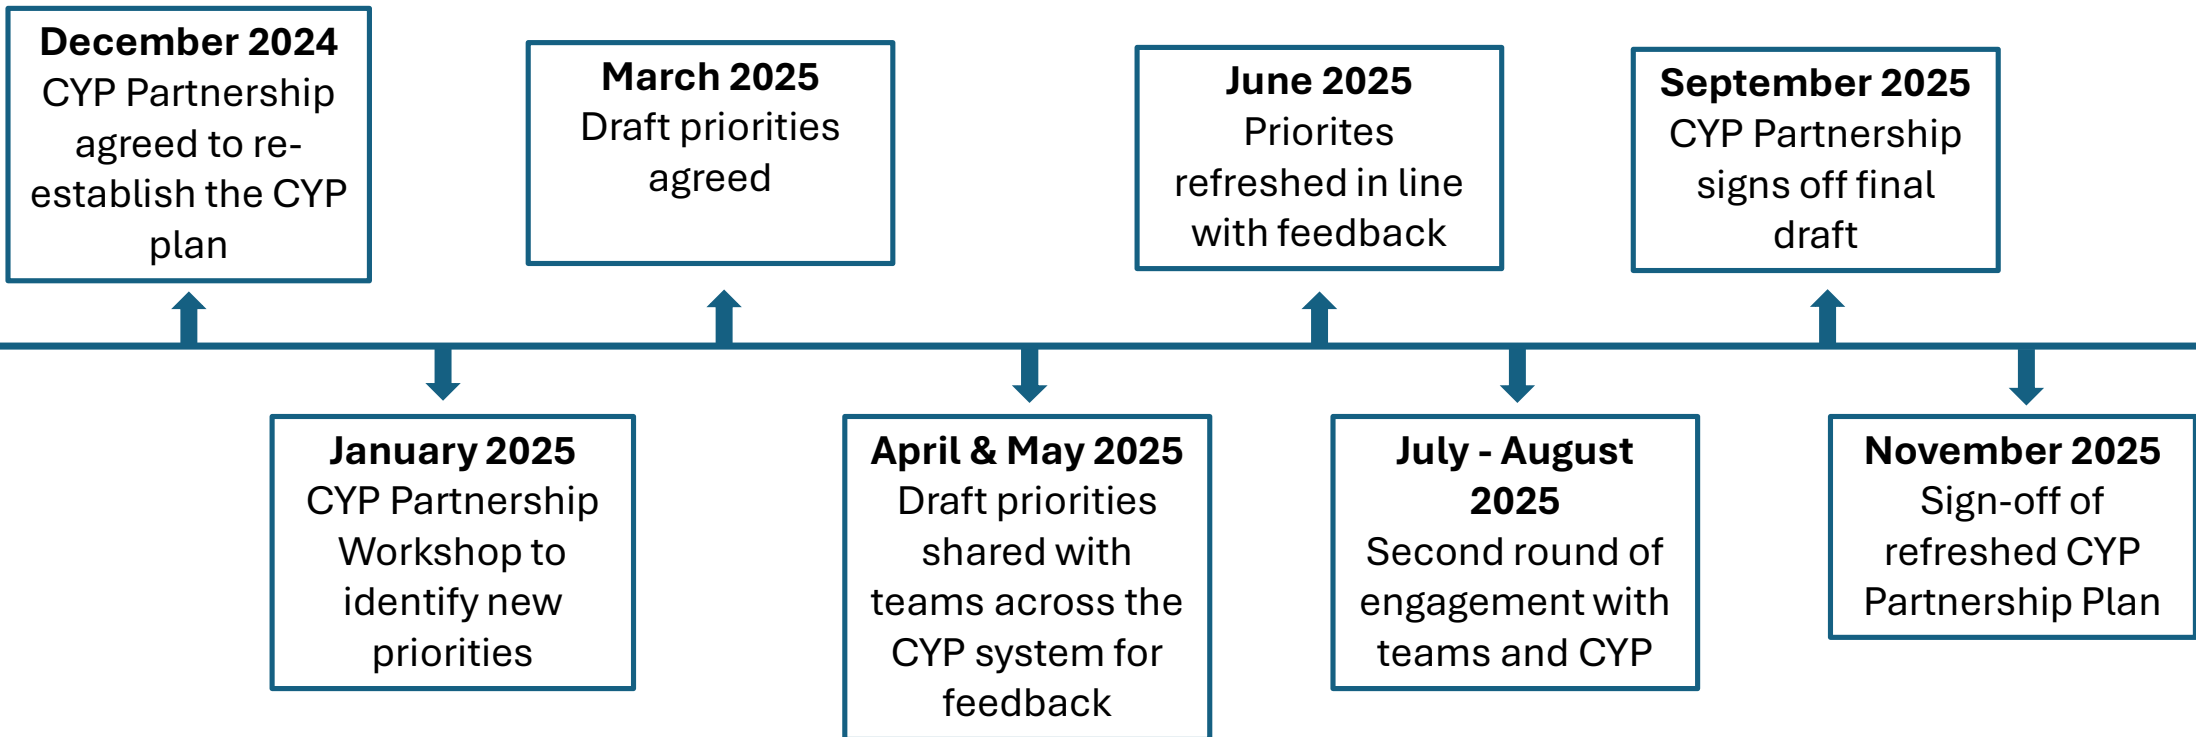 December 2024
CYP Partnership
agreed to re-
establish the CYP
plan
January 2025
CYP Partnership
Workshop to
identify new
priorities
March 2025
Draft priorities
agreed
April & May 2025
Draft priorities
shared with
teams across the
CYP system for
feedback
June 2025
Priorites
refreshed in line
with feedback
July - August
2025
Second round of
engagement with
teams and CYP
September 2025
CYP Partnership
signs off final
draft
November 2025
Sign-off of
refreshed CYP
Partnership Plan